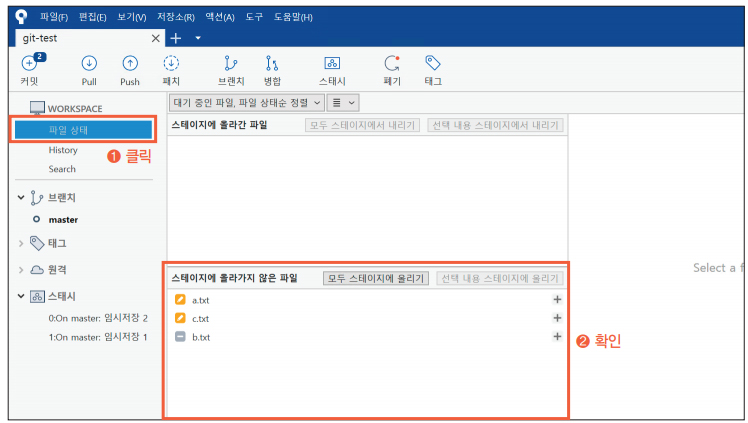 파일(F) 편집(E) 보기(V) 저장소(R) 액션(A) 도구 도움말(H)
git-test
2
커밋 Pull Push 패치 브랜치 병합 스태시 폐기 태그
WORKSPACE
파일 상태
1 클릭
History
Search
브랜치
master
태그
원격
스태시
0:On master: 임시저장 2
1:On master: 임시저장 1
대기 중인 파일, 파일 상태순 정렬
스테이지에 올라간 파일 모두 스테이지에서 내리기 선택 내용 스테이지에서 내리기
스테이지에 올라가지 않은 파일 모두 스테이지에 올리기 선택 내용 스테이지에 올리기
a.txt
c.txt
b.txt
2 확인
Select a f